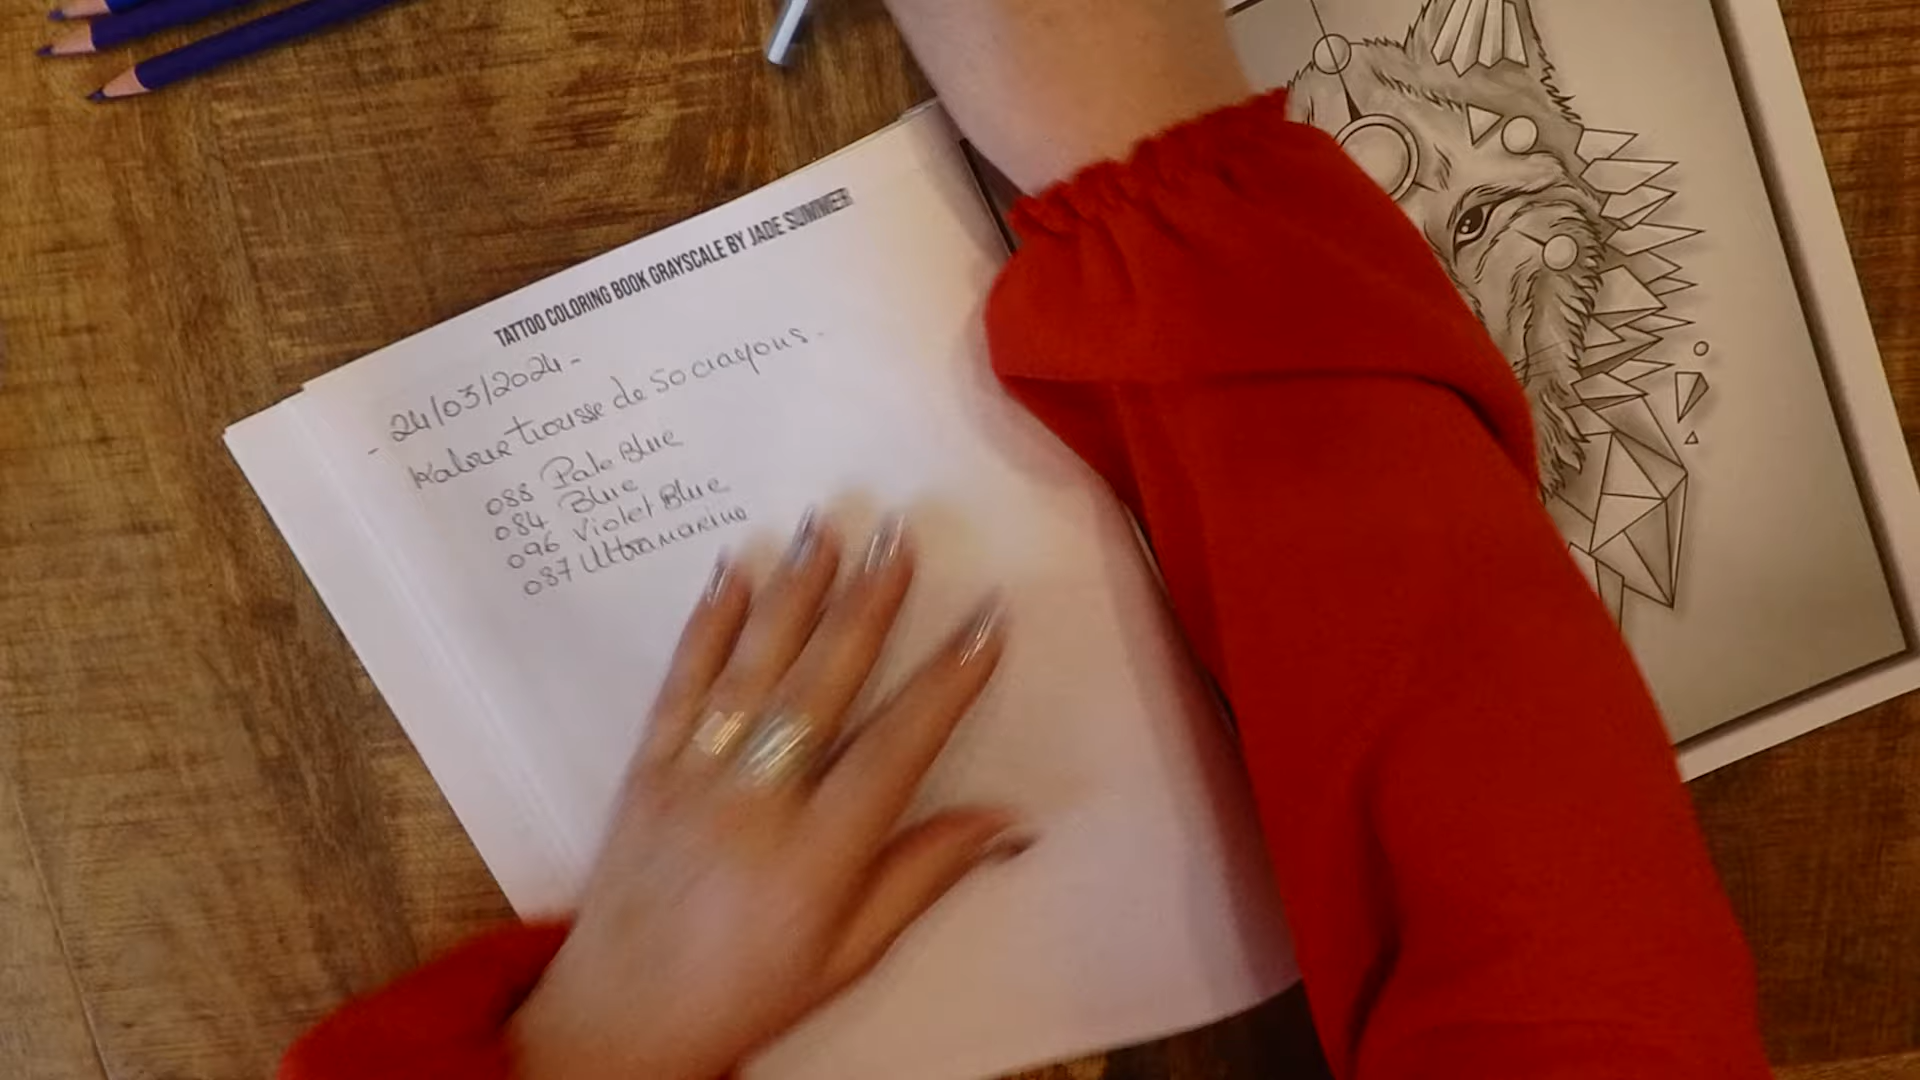 TATTOO COLORING BOOK GRAYSCALE BY JADE SUMMER
- 24/03/2024 -
Kalour trousse de 50 crayons.
088 Pale Blue
084 Blue
096 Violet Blue
087 Ultramarine